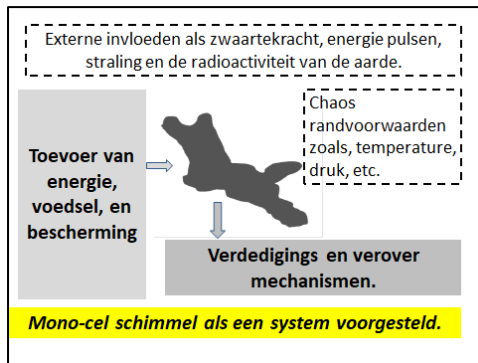 Externe invloeden als zwaartekracht, energie pulsen,
straling en de radioactiviteit van de aarde.
Chaos
randvoorwaarden
zoals, temperature,
druk, etc.
Toevoer van
energie,
voedsel, en
bescherming
Verdedigings en verover
mechanismen.
Mono-cel schimmel als een system voorgesteld.